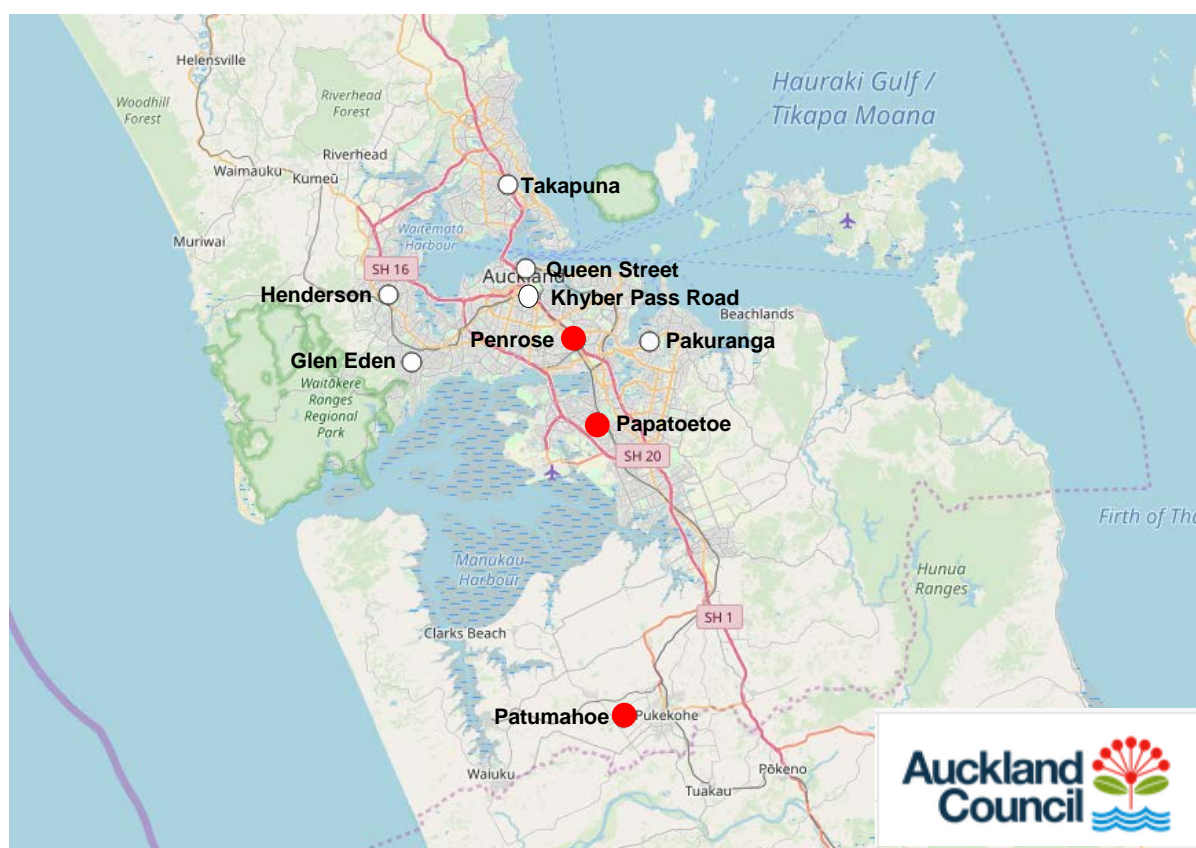 Helensville
Woodhill
Forest
Riverhead
Forest
Hauraki Gulf /
Tīkapa Moana
Riverhead
Waimauku
Kumeū
Takapuna
Muriwai
Waitematā
Harbour
SH 16
Queen Street
Auckland
Henderson
Khyber Pass Road
Beachlands
Penrose
Pakuranga
Glen Eden
Waitākere
Ranges
Regional
Park
Papatoetoe
SH 20
Firth of Tha
Manukau
Harbour
Hunua
Ranges
SH 1
Clarks Beach
Patumahoe
Pukekohe
Waiuku
Pōkeno
Tuakau
Auckland
Council